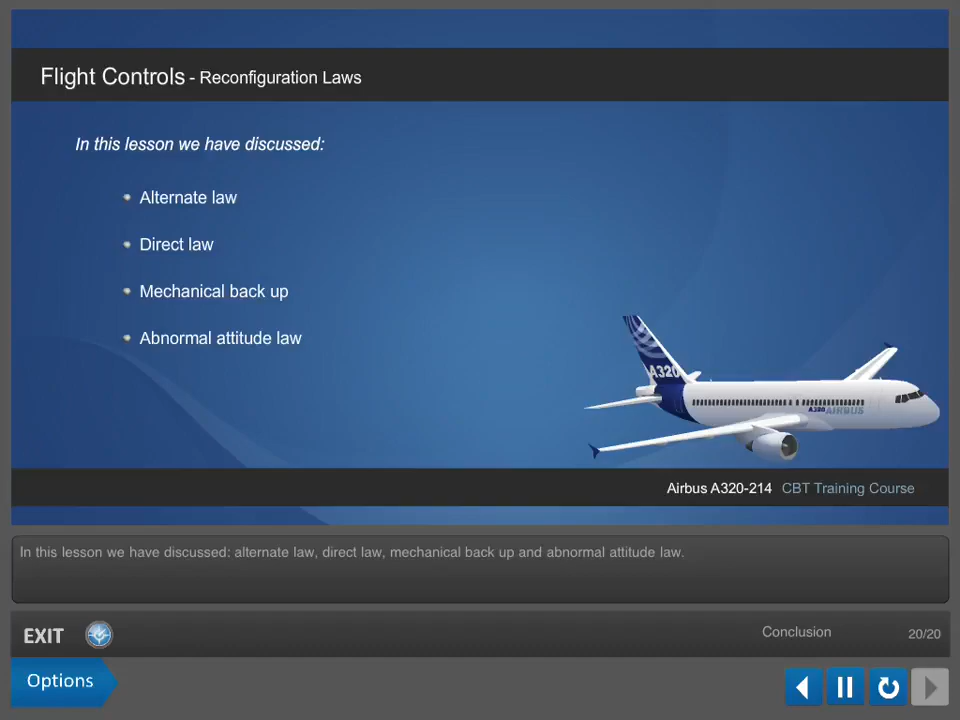 Flight Controls - Reconfiguration Laws
In this lesson we have discussed:
Alternate law
Direct law
Mechanical back up
Abnormal attitude law
A320
A320 AIRBUS
Airbus A320-214 CBT Training Course
In this lesson we have discussed: alternate law, direct law, mechanical back up and abnormal attitude law.
EXIT
Conclusion
20/20
Options